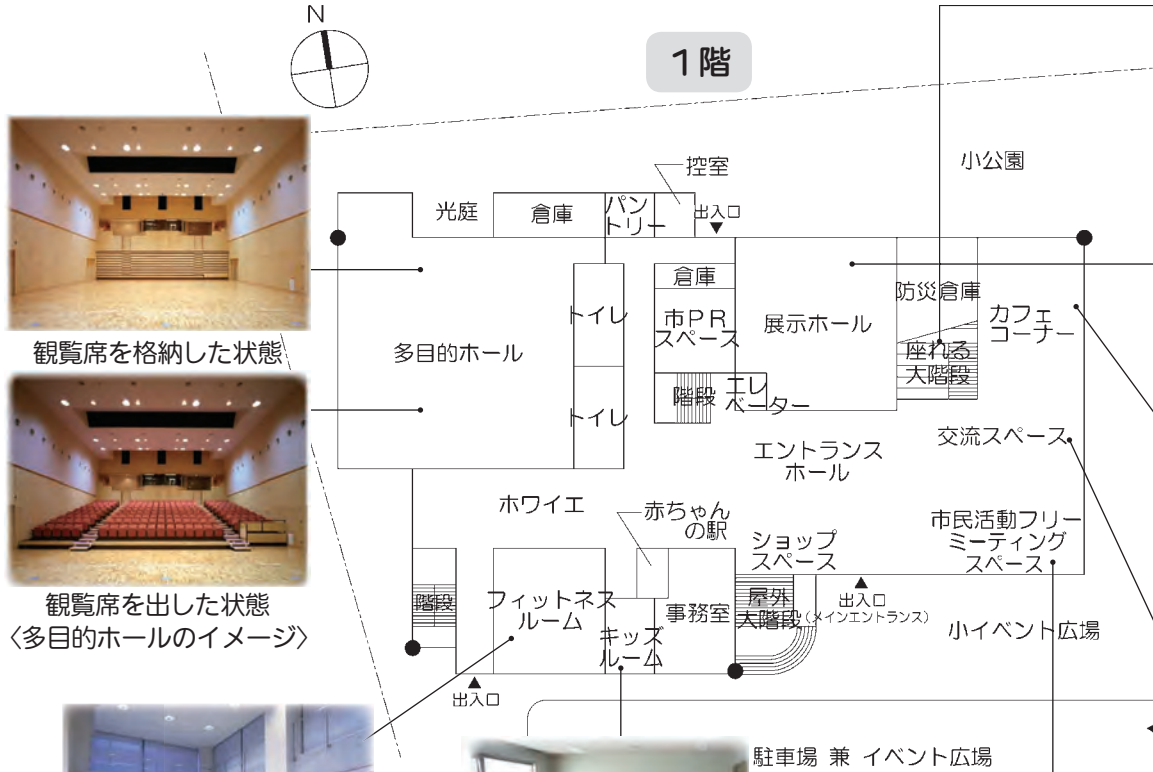 N
1階
小公園
控室
光庭
倉庫
パン
トリー
出入口
倉庫
防災倉庫
トイレ
市PR
スペース
展示ホール
カフェ
コーナー
多目的ホール
観覧席を格納した状態
座れる
大階段
階段
エレ
ベーター
トイレ
エントランス
ホール
交流スペース
ホワイエ
赤ちゃん
の駅
ショップ
スペース
市民活動フリー
ミーティング
スペース
観覧席を出した状態
〈多目的ホールのイメージ〉
階段
フィットネス
ルーム
キッズ
ルーム
事務室
屋外
大階段
出入口
(メインエントランス)
小イベント広場
出入口
駐車場 兼 イベント広場